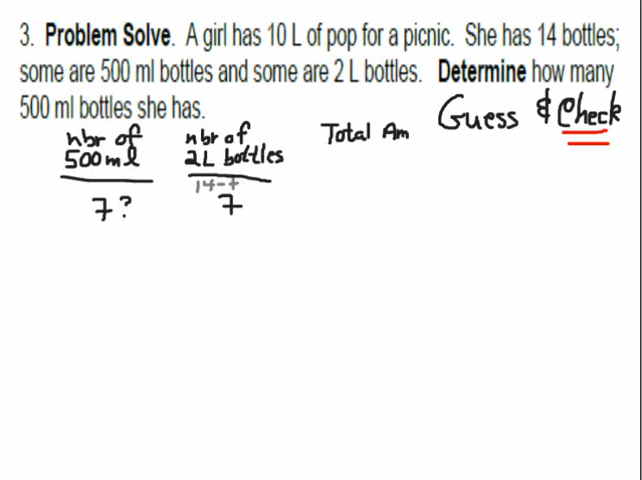 3. Problem Solve. A girl has 10 L of pop for a picnic. She has 14 bottles;
some are 500 ml bottles and some are 2 L bottles. Determine how many
500 ml bottles she has.
Guess & Check
nbr of
500ml
nbr of
2L bottles
Total Am
14-7
7?
7